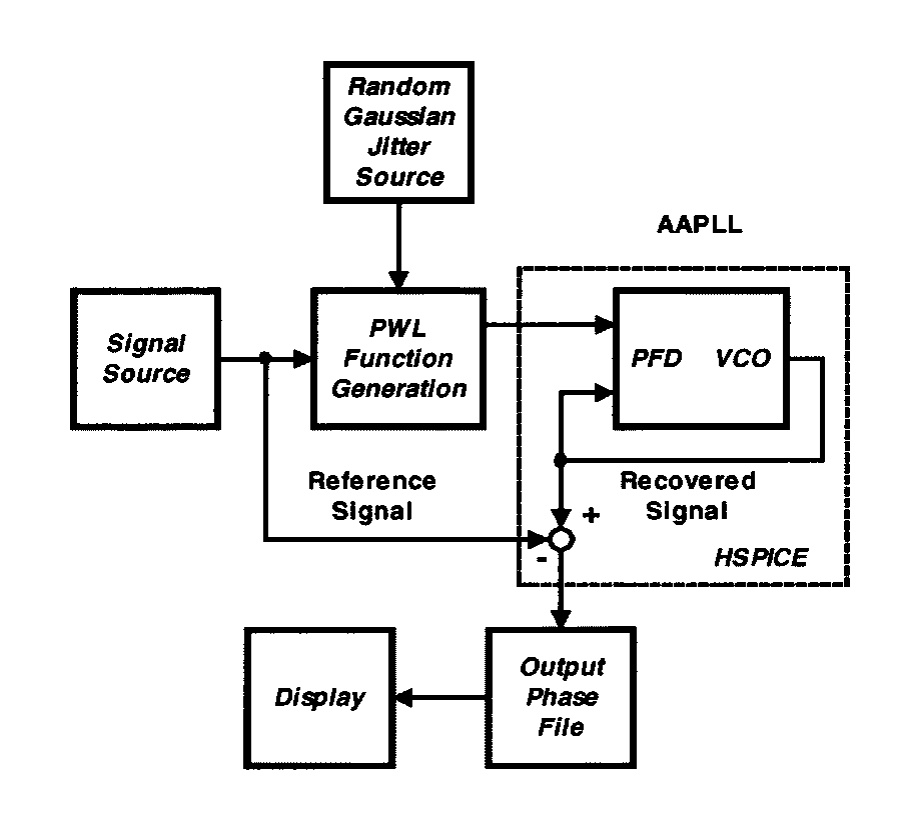 Random
Gaussian
Jitter
Source
AAPLL
Signal
Source
PWL
Function
Generation
PFD VCO
Reference
Signal
Recovered
Signal
+
-
HSPICE
Display
Output
Phase
File